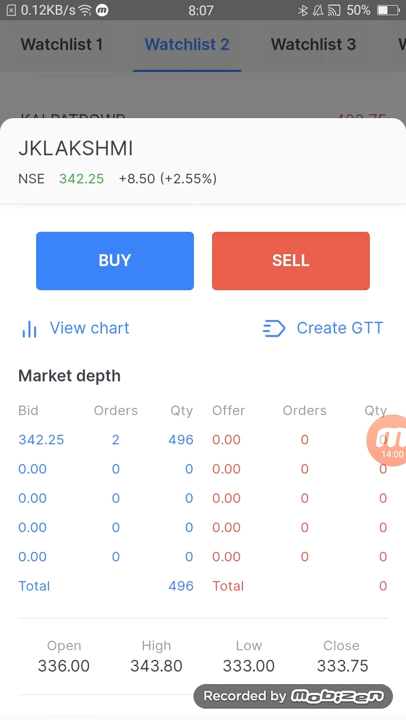 0.12KB/s 8:07 50%
Watchlist 1 Watchlist 2 Watchlist 3
JKLAKSHMI
NSE 342.25 +8.50 (+2.55%)
BUY SELL
View chart Create GTT
Market depth
Bid Orders Qty Offer Orders Qty
342.25 2 496 0.00 0 0
0.00 0 0 0.00 0 0
0.00 0 0 0.00 0 0
0.00 0 0 0.00 0 0
0.00 0 0 0.00 0 0
Total 496 Total 0
14:00
Open High Low Close
336.00 343.80 333.00 333.75
Recorded by mobizen